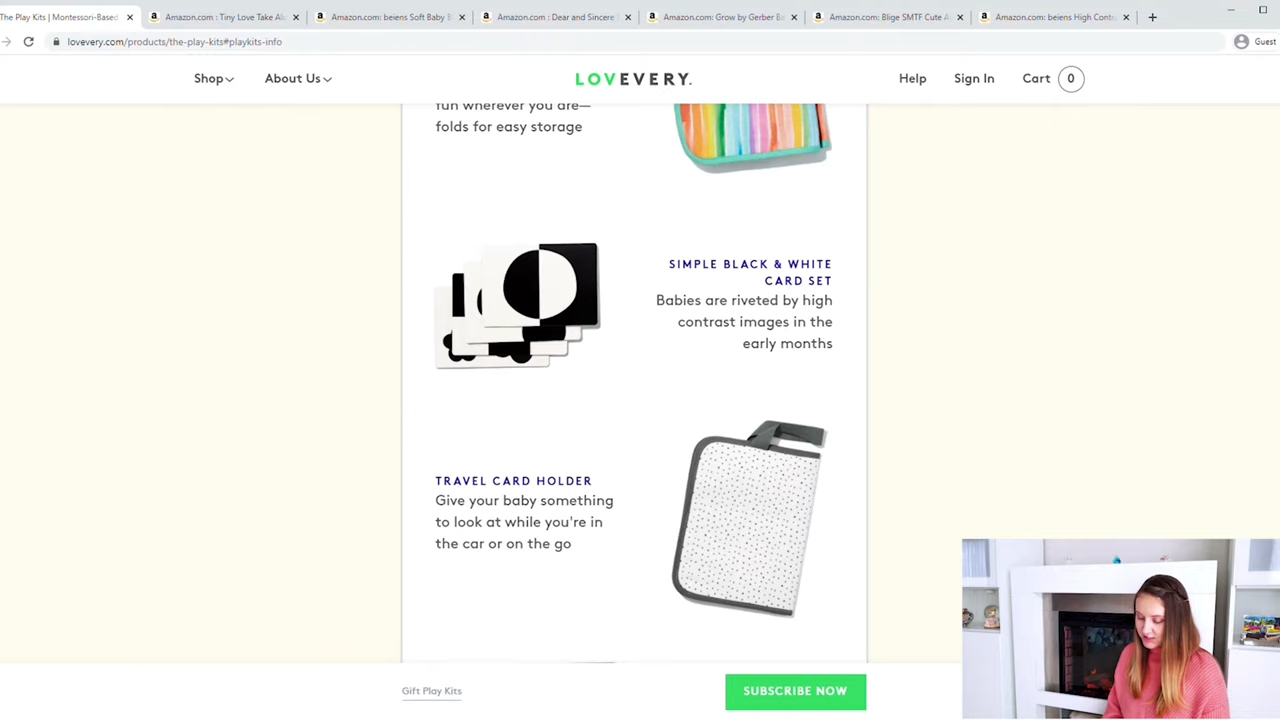 The Play Kits | Montessori-Based
Amazon.com : Tiny Love Take Al
Amazon.com: beiens Soft Baby B
Amazon.com : Dear and Sincere
Amazon.com: Grow by Gerber Ba
Amazon.com: Blige SMTF Cute A
Amazon.com: beiens High Contr
lovevery.com/products/the-play-kits#playkits-info
Guest
Shop
About Us
LOVEVERY.
Help
Sign In
Cart
0
fun wherever you are—
folds for easy storage
SIMPLE BLACK & WHITE
CARD SET
Babies are riveted by high
contrast images in the
early months
TRAVEL CARD HOLDER
Give your baby something
to look at while you're in
the car or on the go
Gift Play Kits
SUBSCRIBE NOW